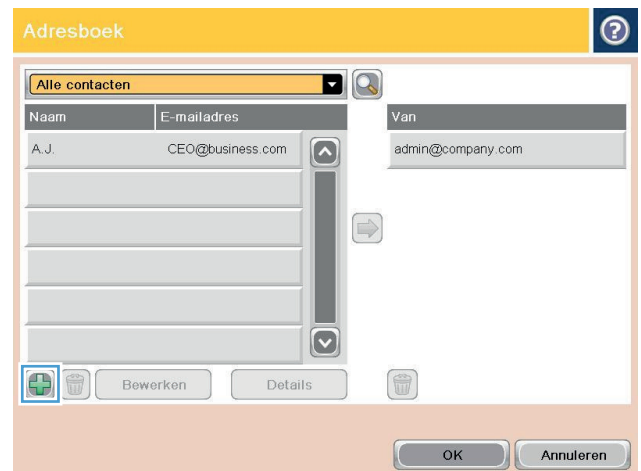 Adresboek
?
Alle contacten
Naam E-mailadres Van
A.J. CEO@business.com admin@company.com
Bewerken Details
OK Annuleren